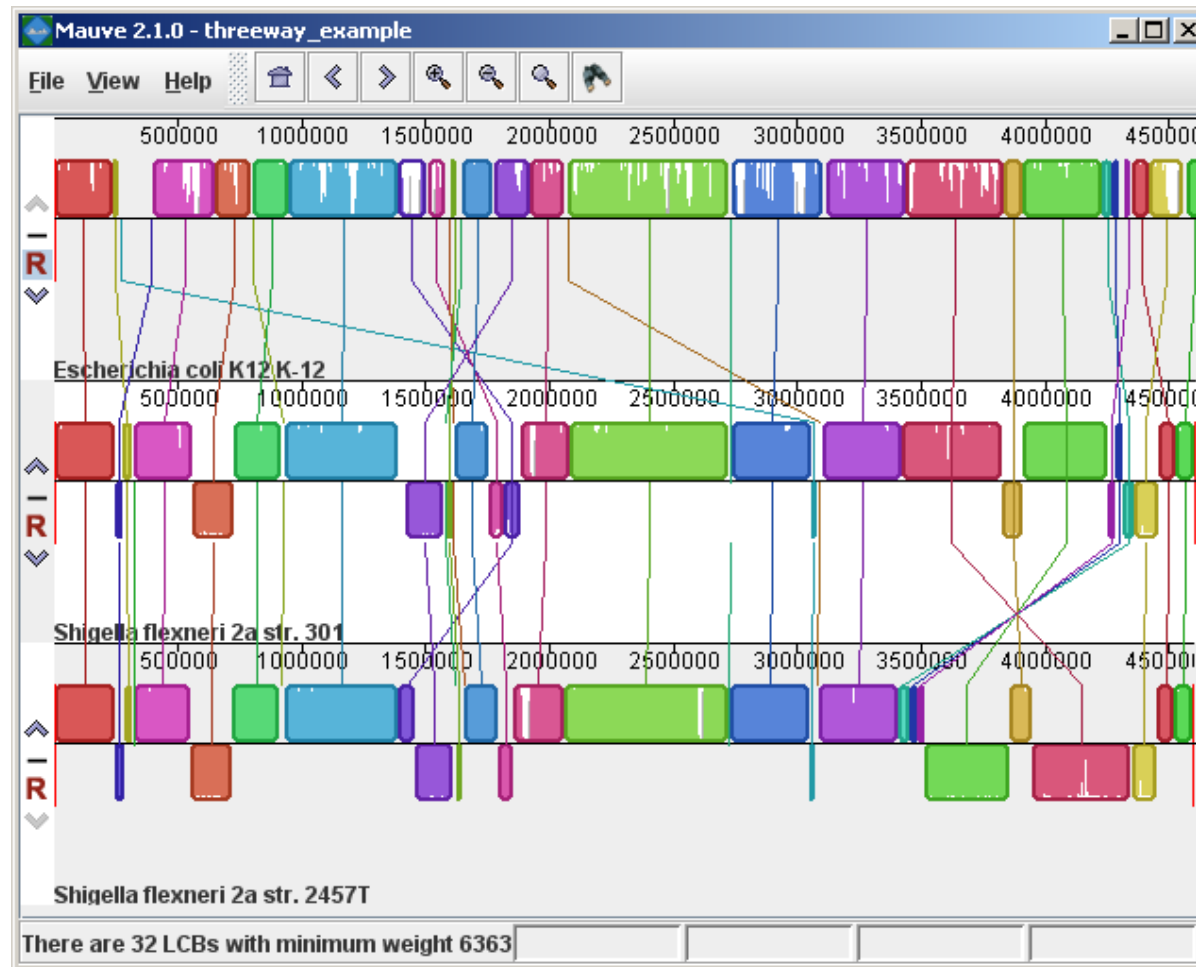 Mauve 2.1.0 - threeway_example
File View Help
R
500000 1000000 1500000 2000000 2500000 3000000 3500000 4000000
Escherichia coli K12 K-12
R
500000 1000000 1500000 2000000 2500000 3000000 3500000 4000000
Shigella flexneri 2a str. 301
R
500000 1000000 1500000 2000000 2500000 3000000 3500000 4000000
Shigella flexneri 2a str. 2457T
There are 32 LCBs with minimum weight 6363